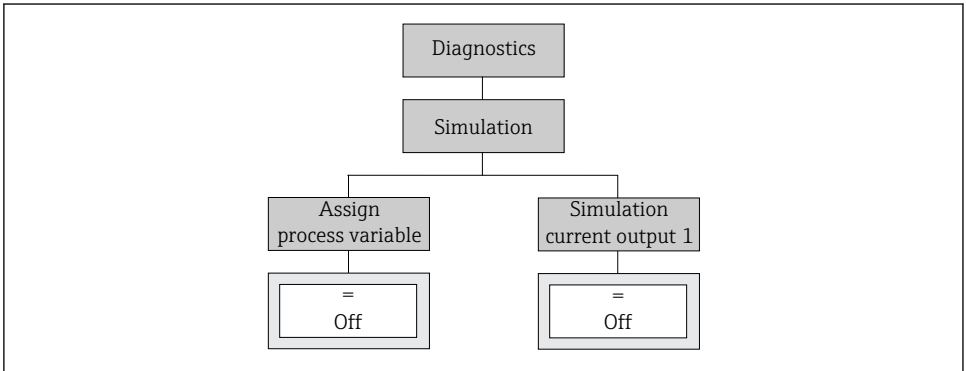 Diagnostics
Simulation
Assign
process variable
Simulation
current output 1
=
Off
=
Off